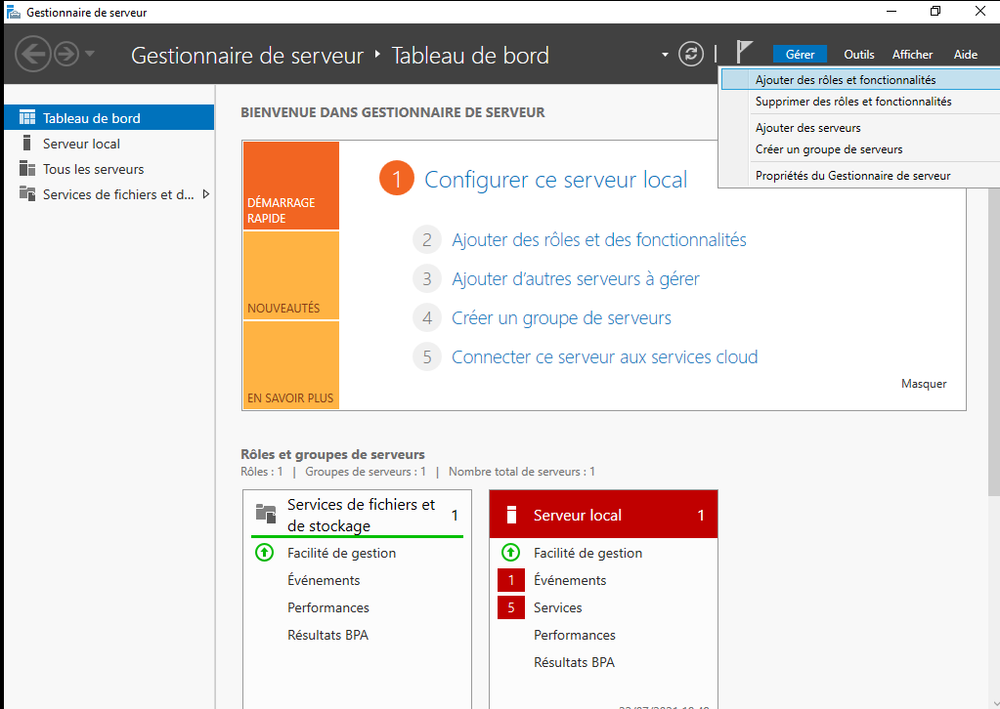 Gestionnaire de serveur
Gestionnaire de serveur ‣ Tableau de bord
Gérer Outils Afficher Aide
Ajouter des rôles et fonctionnalités
Supprimer des rôles et fonctionnalités
Ajouter des serveurs
Créer un groupe de serveurs
Propriétés du Gestionnaire de serveur
Tableau de bord
Serveur local
Tous les serveurs
Services de fichiers et d...
BIENVENUE DANS GESTIONNAIRE DE SERVEUR
DÉMARRAGE
RAPIDE
NOUVEAUTÉS
EN SAVOIR PLUS
1 Configurer ce serveur local
2 Ajouter des rôles et des fonctionnalités
3 Ajouter d’autres serveurs à gérer
4 Créer un groupe de serveurs
5 Connecter ce serveur aux services cloud
Masquer
Rôles et groupes de serveurs
Rôles : 1 | Groupes de serveurs : 1 | Nombre total de serveurs : 1
Services de fichiers et
de stockage
1
Facilité de gestion
Événements
Performances
Résultats BPA
Serveur local 1
Facilité de gestion
1 Événements
5 Services
Performances
Résultats BPA